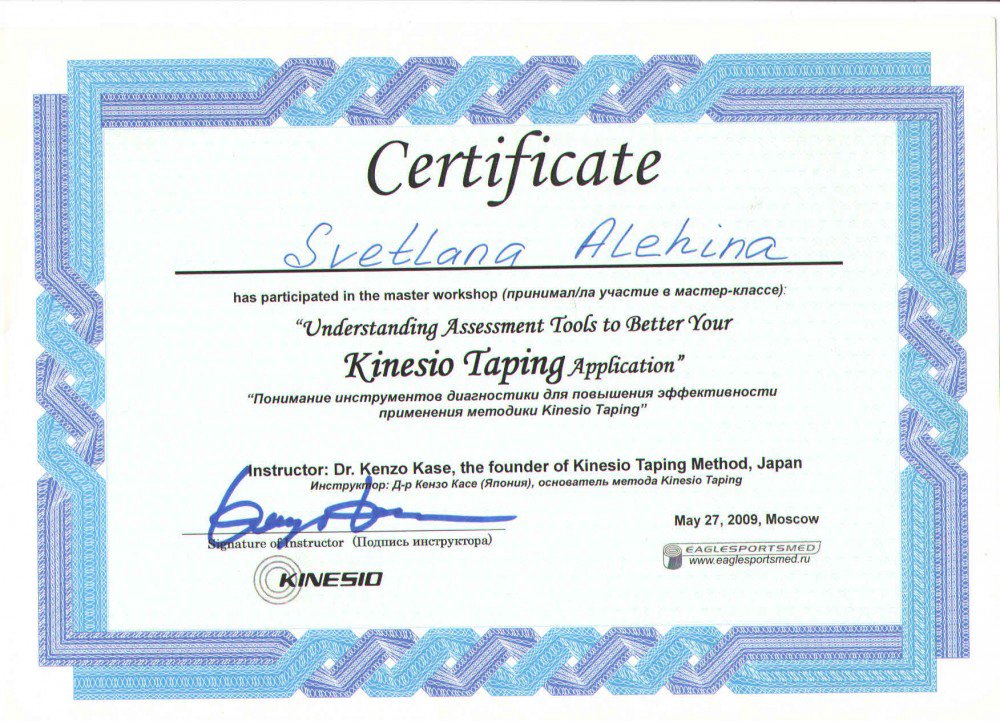 Certificate
Svetlana Alehina
has participated in the master workshop (принимал/ла участие в мастер-классе):
“Understanding Assessment Tools to Better Your
Kinesio Taping Application”
“Понимание инструментов диагностики для повышения эффективности
применения методики Kinesio Taping”
Instructor: Dr. Kenzo Kase, the founder of Kinesio Taping Method, Japan
Инструктор: Д-р Кензо Касе (Япония), основатель метода Kinesio Taping
May 27, 2009, Moscow
Signature of Instructor (Подпись инструктора)
EAGLESPORTSMED
www.eaglesportsmed.ru
KINESIO